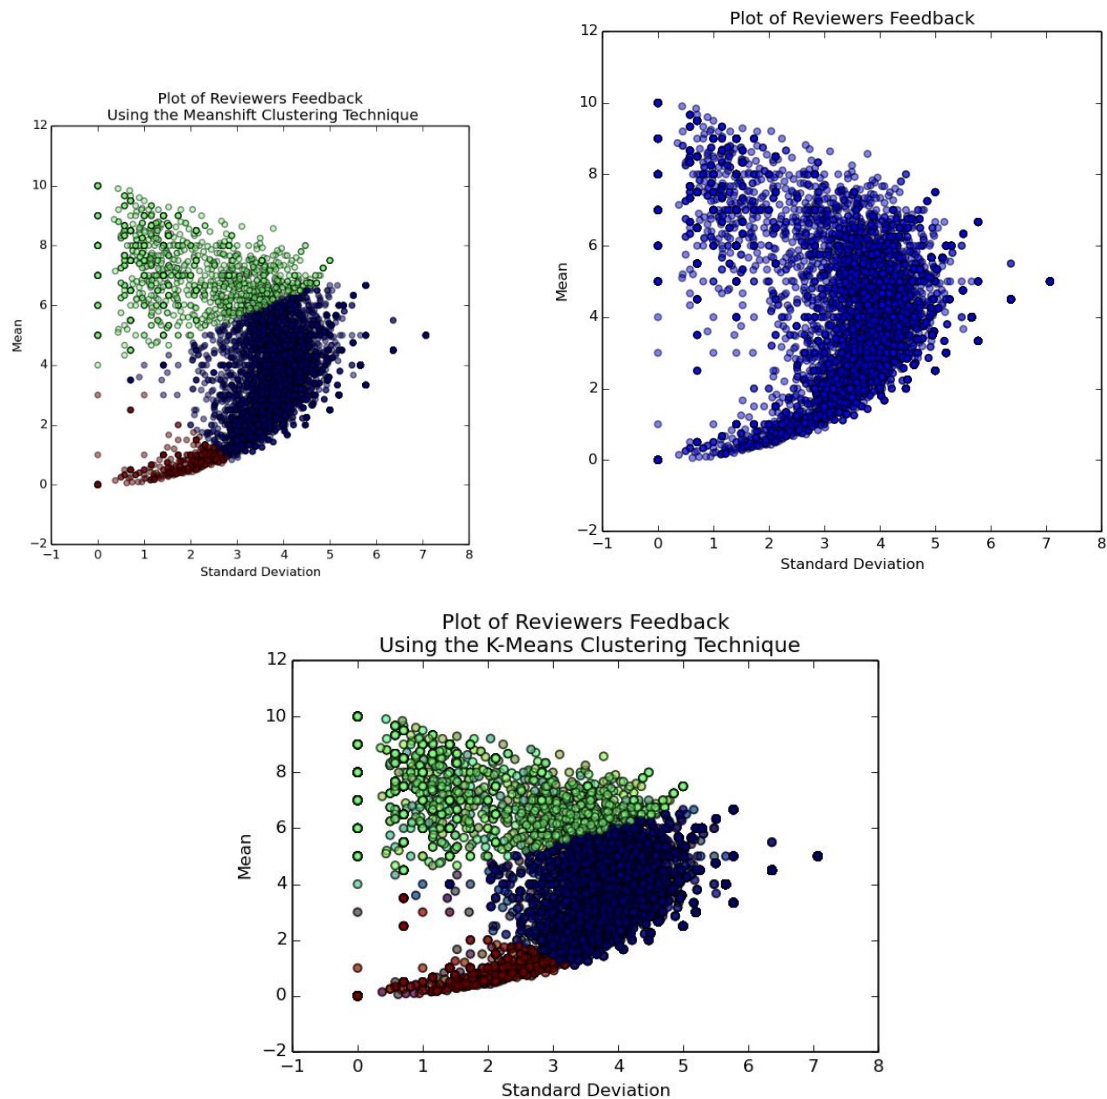 Plot of Reviewers Feedback
Using the Meanshift Clustering Technique
12
10
8
6
4
2
0
−2
Mean
−1 0 1 2 3 4 5 6 7 8
Standard Deviation
Plot of Reviewers Feedback
12
10
8
6
4
2
0
−2
Mean
−1 0 1 2 3 4 5 6 7 8
Standard Deviation
Plot of Reviewers Feedback
Using the K-Means Clustering Technique
12
10
8
6
4
2
0
−2
Mean
−1 0 1 2 3 4 5 6 7 8
Standard Deviation